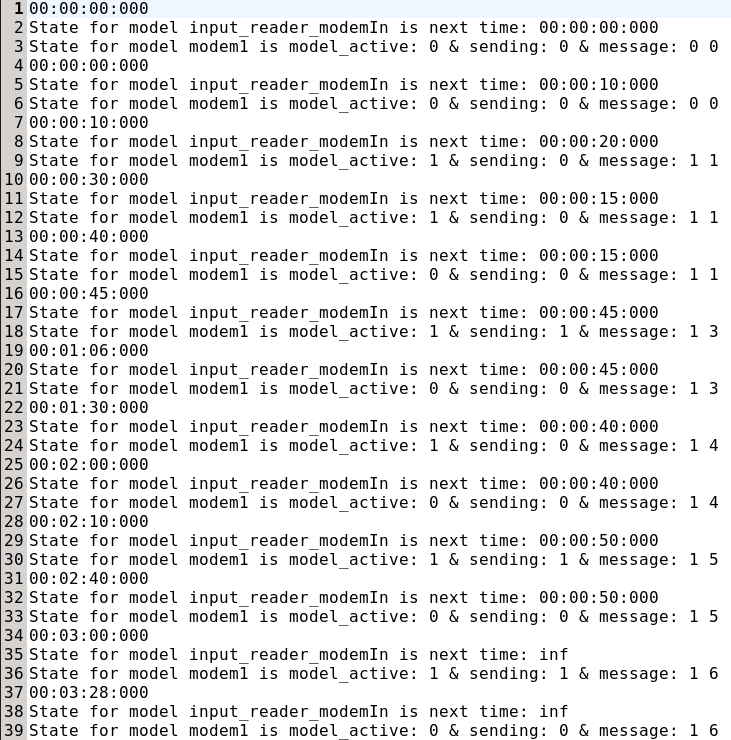 1 00:00:00:000
2 State for model input_reader_modemIn is next time: 00:00:00:000
3 State for model modem1 is model_active: 0 & sending: 0 & message: 0 0
4 00:00:00:000
5 State for model input_reader_modemIn is next time: 00:00:10:000
6 State for model modem1 is model_active: 0 & sending: 0 & message: 0 0
7 00:00:10:000
8 State for model input_reader_modemIn is next time: 00:00:20:000
9 State for model modem1 is model_active: 1 & sending: 0 & message: 1 1
10 00:00:30:000
11 State for model input_reader_modemIn is next time: 00:00:15:000
12 State for model modem1 is model_active: 1 & sending: 0 & message: 1 1
13 00:00:40:000
14 State for model input_reader_modemIn is next time: 00:00:15:000
15 State for model modem1 is model_active: 0 & sending: 0 & message: 1 1
16 00:00:45:000
17 State for model input_reader_modemIn is next time: 00:00:45:000
18 State for model modem1 is model_active: 1 & sending: 1 & message: 1 3
19 00:01:06:000
20 State for model input_reader_modemIn is next time: 00:00:45:000
21 State for model modem1 is model_active: 0 & sending: 0 & message: 1 3
22 00:01:30:000
23 State for model input_reader_modemIn is next time: 00:00:40:000
24 State for model modem1 is model_active: 1 & sending: 0 & message: 1 4
25 00:02:00:000
26 State for model input_reader_modemIn is next time: 00:00:40:000
27 State for model modem1 is model_active: 0 & sending: 0 & message: 1 4
28 00:02:10:000
29 State for model input_reader_modemIn is next time: 00:00:50:000
30 State for model modem1 is model_active: 1 & sending: 1 & message: 1 5
31 00:02:40:000
32 State for model input_reader_modemIn is next time: 00:00:50:000
33 State for model modem1 is model_active: 0 & sending: 0 & message: 1 5
34 00:03:00:000
35 State for model input_reader_modemIn is next time: inf
36 State for model modem1 is model_active: 1 & sending: 1 & message: 1 6
37 00:03:28:000
38 State for model input_reader_modemIn is next time: inf
39 State for model modem1 is model_active: 0 & sending: 0 & message: 1 6